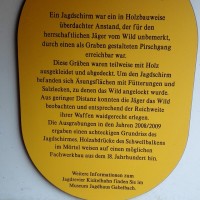 Ein Jagdschirm war ein in Holzbauweise
überdachter Anstand, der für den
herrschaftlichen Jäger vom Wild unbemerkt,
durch einen als Graben gestalteten Pirschgang
erreichbar war.
Diese Gräben waren teilweise mit Holz
ausgekleidet und abgedeckt. Um den Jagdschirm
befanden sich Äsungsflächen mit Fütterungen und
Sulzlecken, zu denen das Wild angelockt wurde.
Aus geringer Distanz konnten die Jäger das Wild
beobachten und entsprechend der Reichweite
ihrer Waffen waidgerecht erlegen.
Die Ausgrabungen in den Jahren 2008/2009
ergaben einen achteckigen Grundriss des
Jagdschirmes. Holzabdrücke des Schwellbalkens
im Mörtel weisen auf einen möglichen
Fachwerkbau aus dem 18. Jahrhundert hin.
Weitere Informationen zum
Jagdrevier Knittelhahn finden Sie im
Museum Jagdhaus Gabelbach.